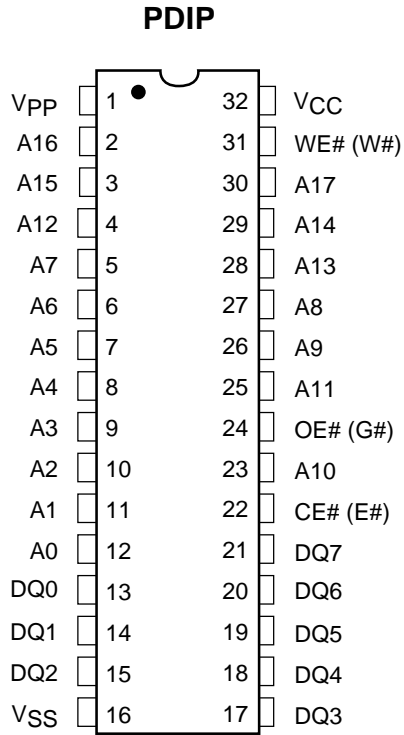 PDIP
VPP 1 32 VCC
A16 2 31 WE# (W#)
A15 3 30 A17
A12 4 29 A14
A7 5 28 A13
A6 6 27 A8
A5 7 26 A9
A4 8 25 A11
A3 9 24 OE# (G#)
A2 10 23 A10
A1 11 22 CE# (E#)
A0 12 21 DQ7
DQ0 13 20 DQ6
DQ1 14 19 DQ5
DQ2 15 18 DQ4
VSS 16 17 DQ3